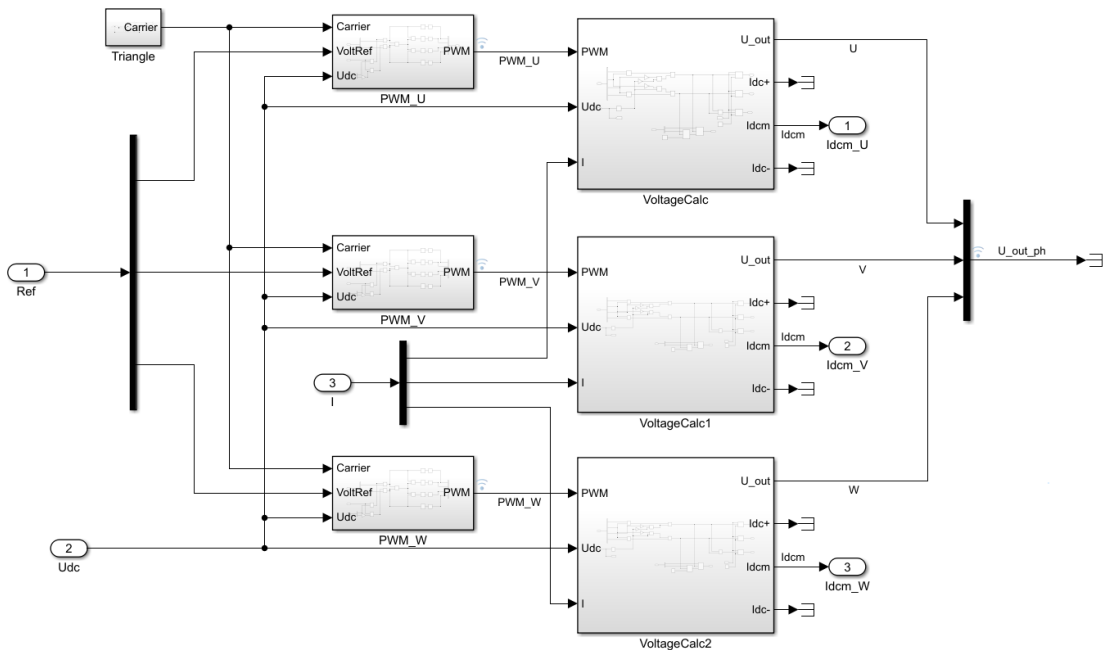 Carrier
Triangle
Carrier
VoltRef
Udc
PWM
PWM_U
PWM_U
PWM
Udc
I
U_out
Idc+
Idcm
Idc-
VoltageCalc
U
Idcm
1
Idcm_U
1
Ref
Carrier
VoltRef
Udc
PWM
PWM_V
PWM_V
PWM
Udc
I
U_out
Idc+
Idcm
Idc-
VoltageCalc1
V
Idcm
2
Idcm_V
U_out_ph
3
I
Carrier
VoltRef
Udc
PWM
PWM_W
PWM_W
2
Udc
PWM
Udc
I
U_out
Idc+
Idcm
Idc-
VoltageCalc2
W
Idcm
3
Idcm_W